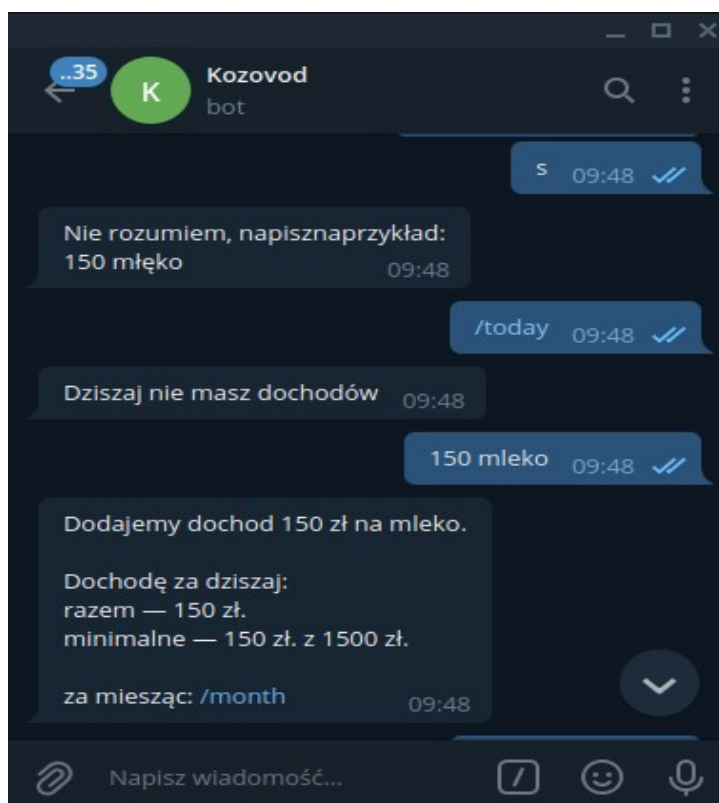 ..35
K
Kozovod
bot
s 09:48
Nie rozumiem, napisznaprzykład:
150 młęko 09:48
/today 09:48
Dziszaj nie masz dochodów 09:48
150 mleko 09:48
Dodajemy dochod 150 zł na mleko.
Dochodę za dziszaj:
razem — 150 zł.
minimalne — 150 zł. z 1500 zł.
za miesząc: /month 09:48
Napisz wiadomość...